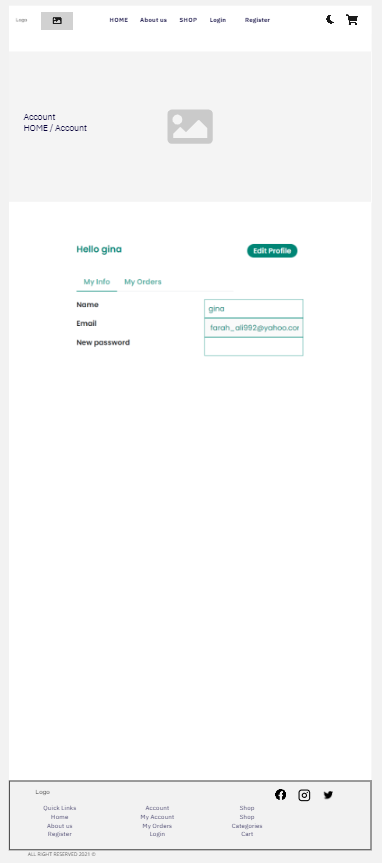 Logo HOME About us SHOP Login Register
Account
HOME / Account
Hello gina Edit Profile
My Info My Orders
Name gina
Email farah_ali992@yahoo.cor
New password
Logo
Quick Links Account Shop
Home My Account Shop
About us My Orders Categories
Register Login Cart
ALL RIGHT RESERVED 2021 ©